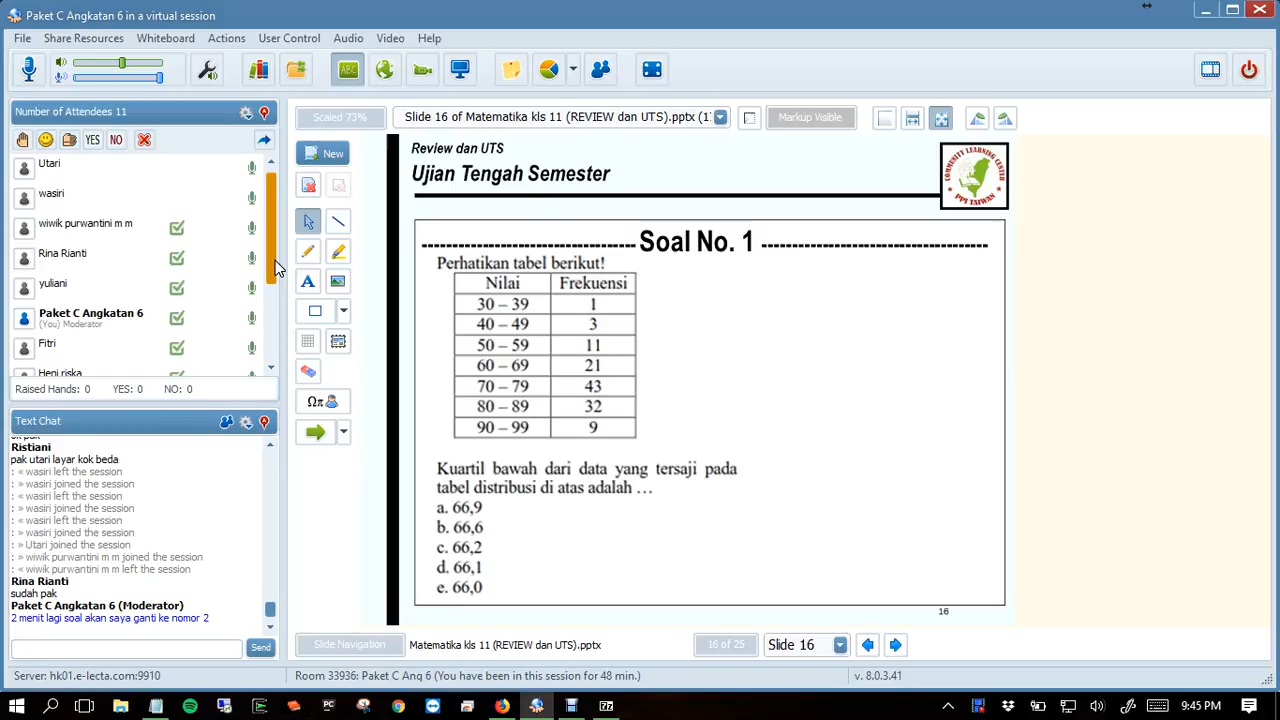 Paket C Angkatan 6 in a virtual session
File Share Resources Whiteboard Actions User Control Audio Video Help
Number of Attendees 11
YES NO
Utari
wasiri
wiwik purwantini m m
Rina Rianti
yuliani
Paket C Angkatan 6
(You) Moderator
Fitri
Heni riska
Raised Hands: 0 YES: 0 NO: 0
Text Chat
ok pak
Ristiani
pak utari layar kok beda
: « wasiri left the session
: » wasiri joined the session
: « wasiri left the session
: » wasiri joined the session
: « wasiri left the session
: » wasiri joined the session
: » Utari joined the session
: » wiwik purwantini m m joined the session
: « wiwik purwantini m m left the session
Rina Rianti
sudah pak
Paket C Angkatan 6 (Moderator)
2 menit lagi soal akan saya ganti ke nomor 2
Send
Scaled 73% Slide 16 of Matematika kls 11 (REVIEW dan UTS).pptx (1 Markup Visible
New
ABC
A
Ωπ
Review dan UTS
Ujian Tengah Semester
COMMUNITY LEARNING CENTER
PPI TAIWAN
Soal No. 1
Perhatikan tabel berikut!
Nilai Frekuensi
30 – 39 1
40 – 49 3
50 – 59 11
60 – 69 21
70 – 79 43
80 – 89 32
90 – 99 9
Kuartil bawah dari data yang tersaji pada
tabel distribusi di atas adalah …
a. 66,9
b. 66,6
c. 66,2
d. 66,1
e. 66,0
16
Slide Navigation Matematika kls 11 (REVIEW dan UTS).pptx 16 of 25 Slide 16
Server: hk01.e-lecta.com:9910 Room 33936: Paket C Ang 6 (You have been in this session for 48 min.) v. 8.0.3.41
9:45 PM